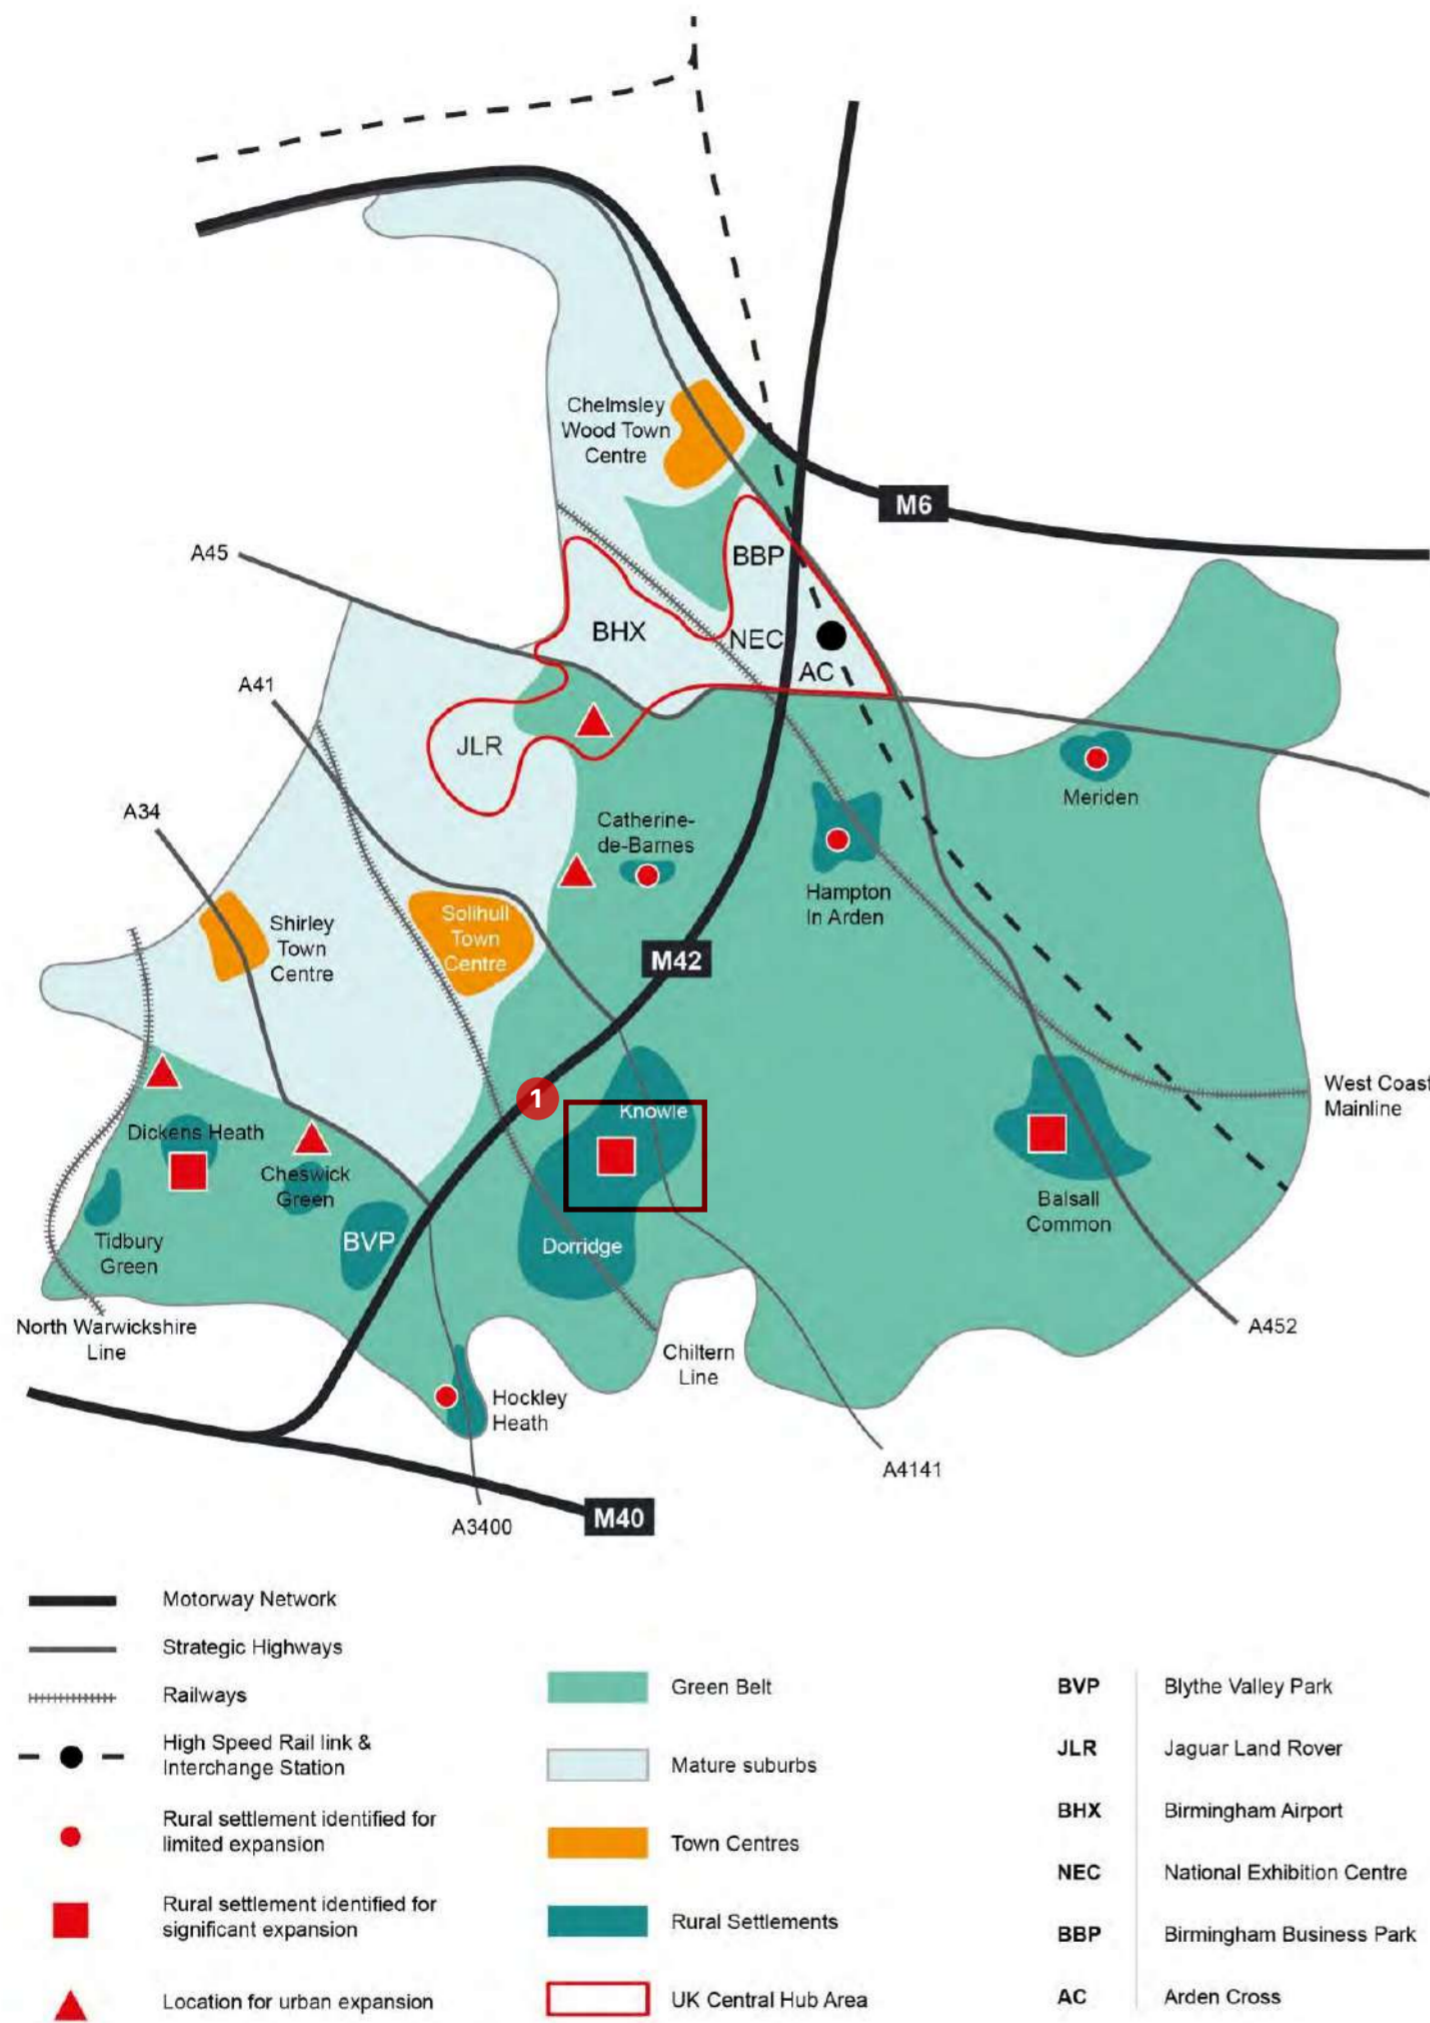 Chelmsley
Wood Town
Centre
M6
A45
BBP
BHX
NEC
AC
A41
JLR
Meriden
A34
Catherine-
de-Barnes
Hampton
In Arden
Shirley
Town
Centre
Solihull
Town
Centre
M42
West Coast
Mainline
1
Knowle
Dickens Heath
Cheswick
Green
Balsall
Common
Tidbury
Green
BVP
Dorridge
North Warwickshire
Line
A452
Chiltern
Line
Hockley
Heath
A4141
A3400
M40
Motorway Network
Strategic Highways
Railways
High Speed Rail link &
Interchange Station
Rural settlement identified for
limited expansion
Rural settlement identified for
significant expansion
Location for urban expansion
Green Belt
Mature suburbs
Town Centres
Rural Settlements
UK Central Hub Area
BVP Blythe Valley Park
JLR Jaguar Land Rover
BHX Birmingham Airport
NEC National Exhibition Centre
BBP Birmingham Business Park
AC Arden Cross